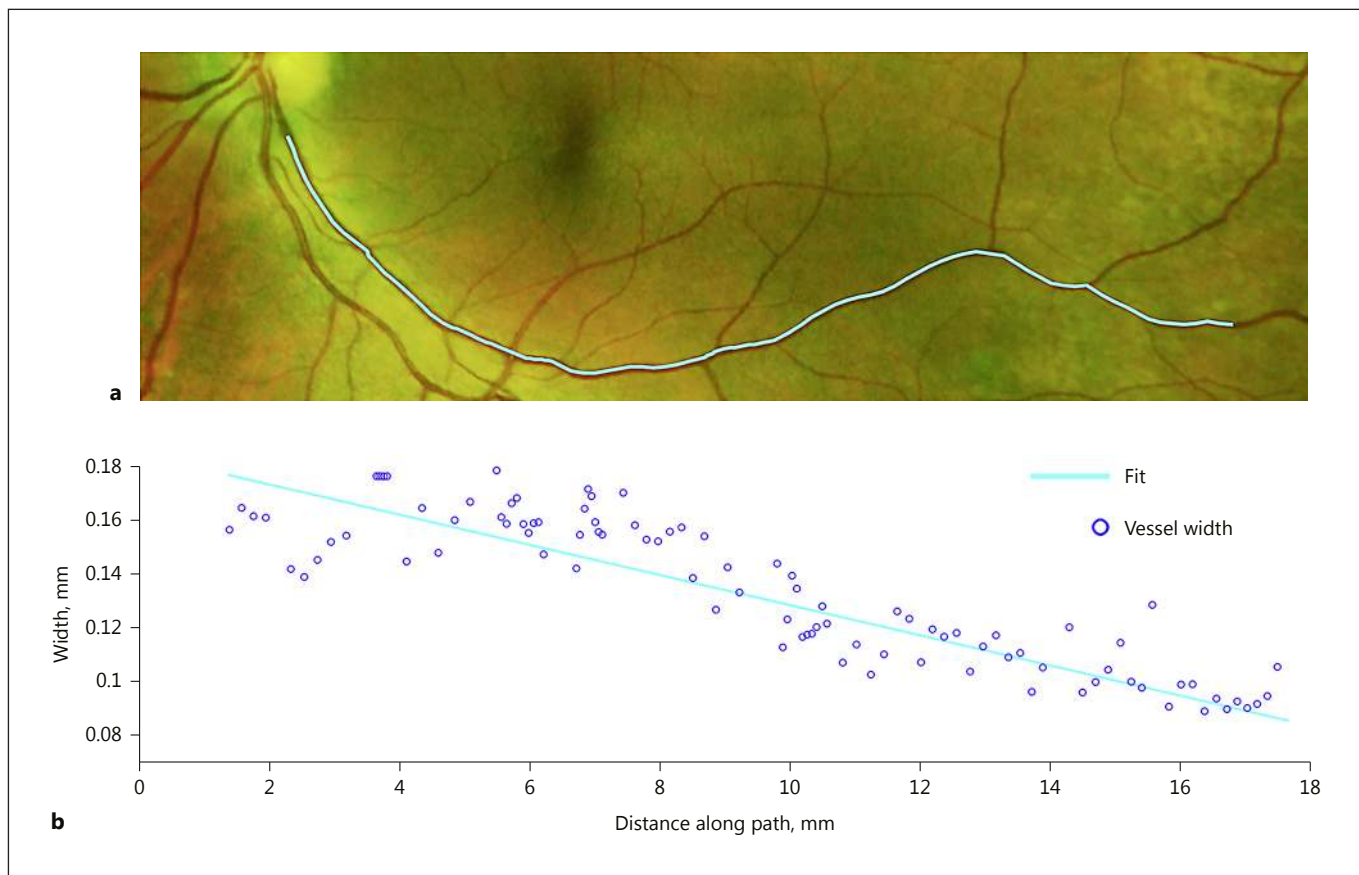 a
0.18
0.16
0.14
0.12
0.1
0.08
Width, mm
Fit
Vessel width
0 2 4 6 8 10 12 14 16 18
b
Distance along path, mm